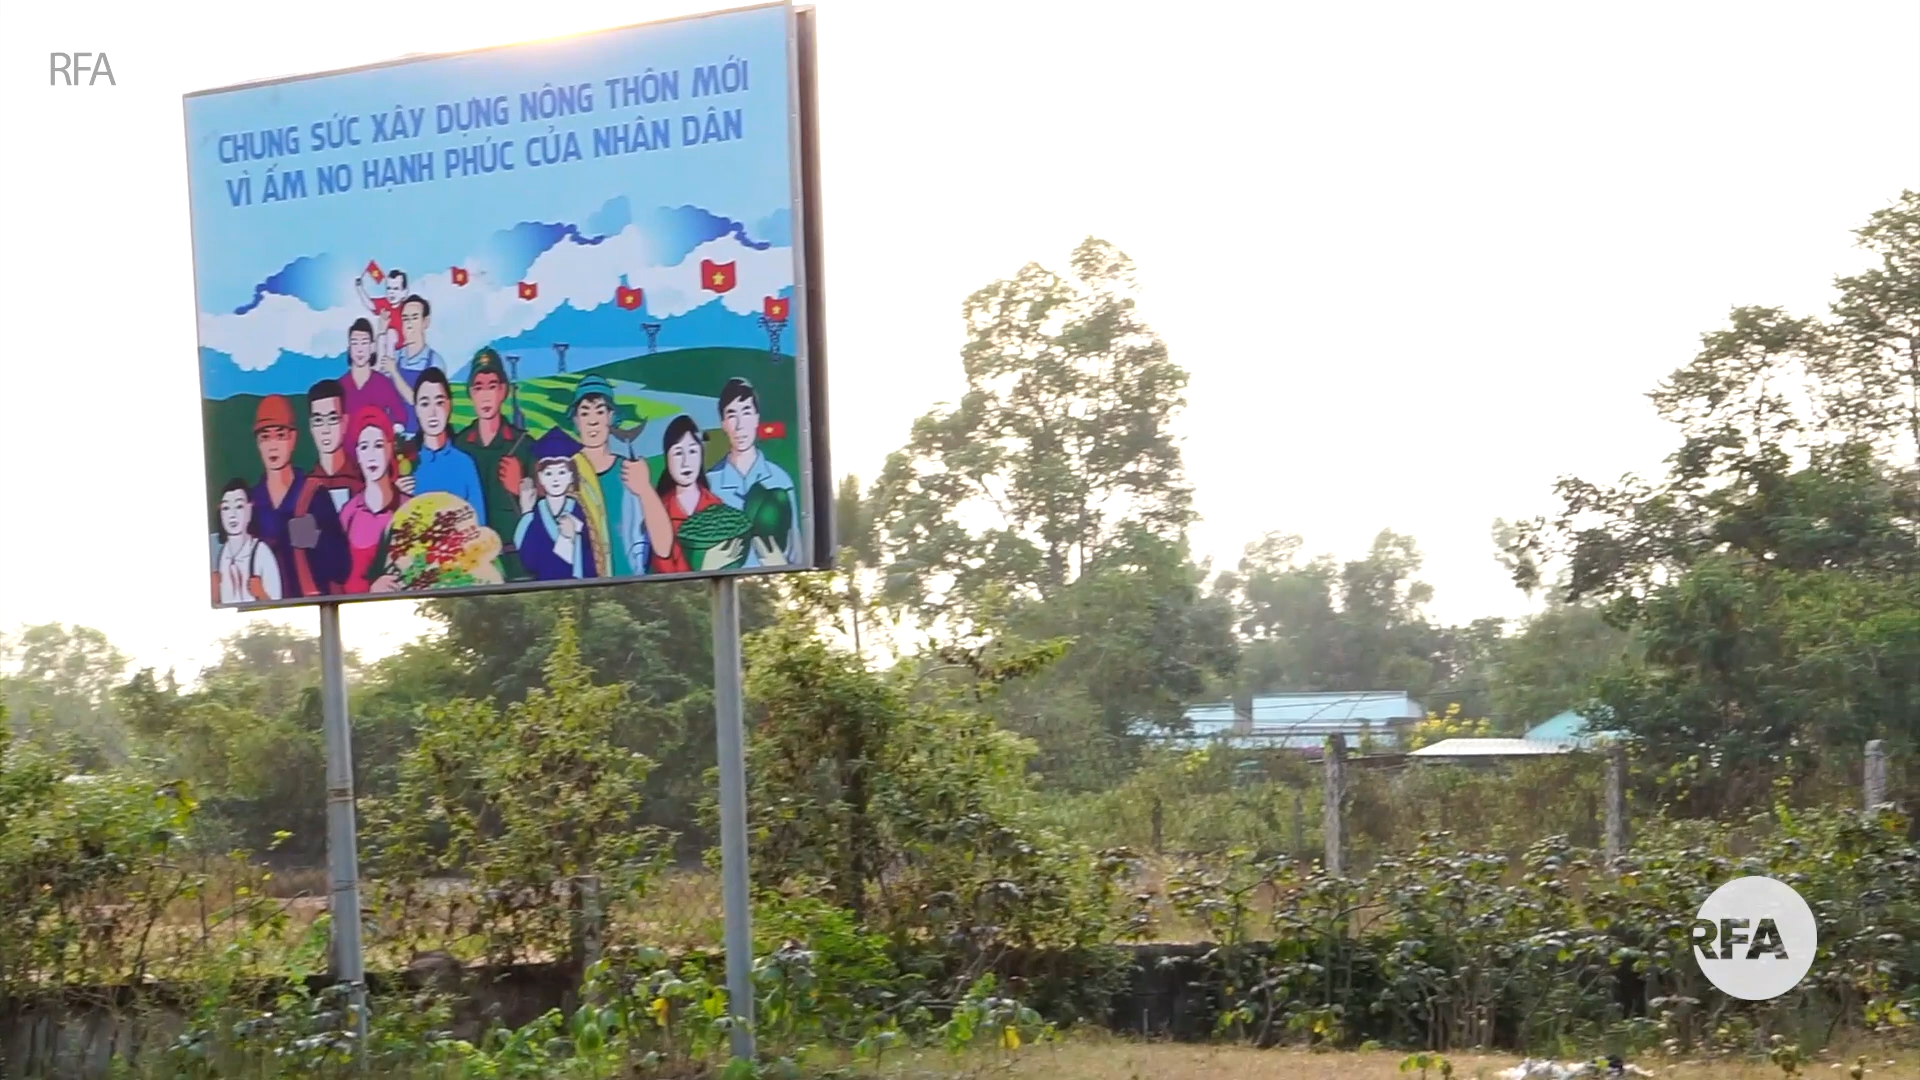 RFA
CHUNG SỨC XÂY DỰNG NÔNG THÔN MỚI
VÌ ẤM NO HẠNH PHÚC CỦA NHÂN DÂN
RFA